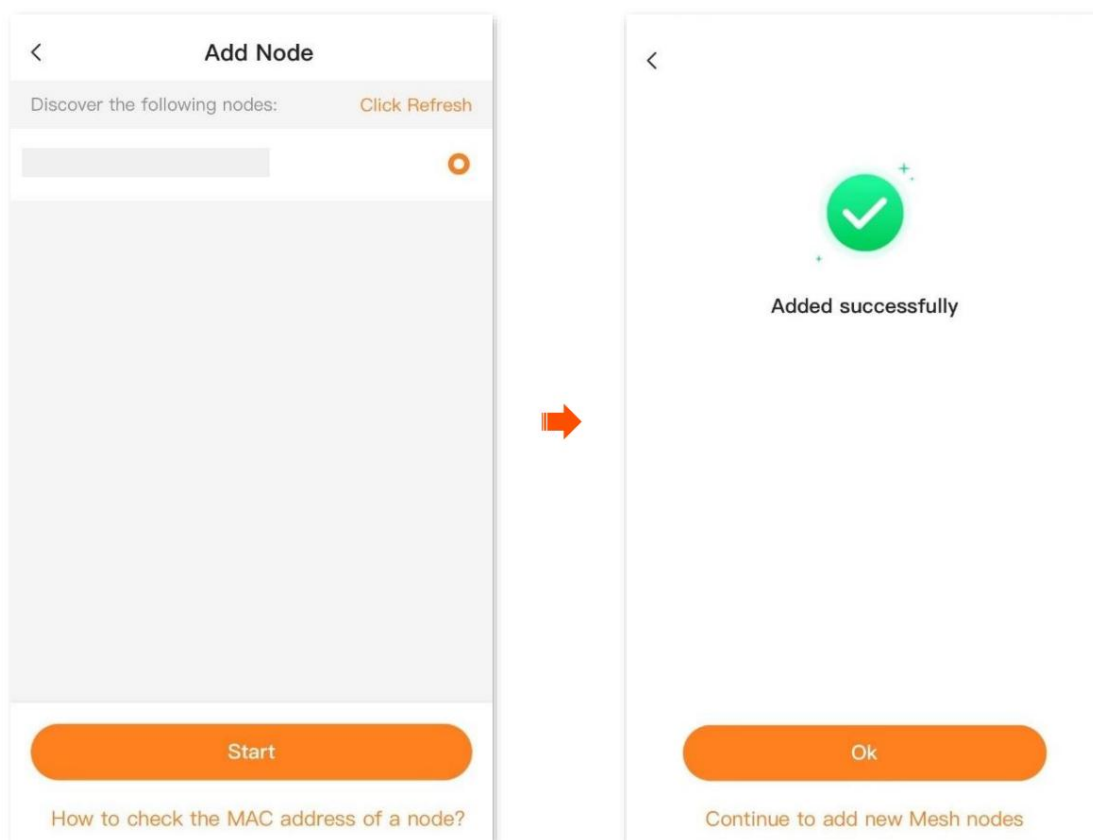 Add Node
Discover the following nodes: Click Refresh
Start
How to check the MAC address of a node?
Added successfully
Ok
Continue to add new Mesh nodes